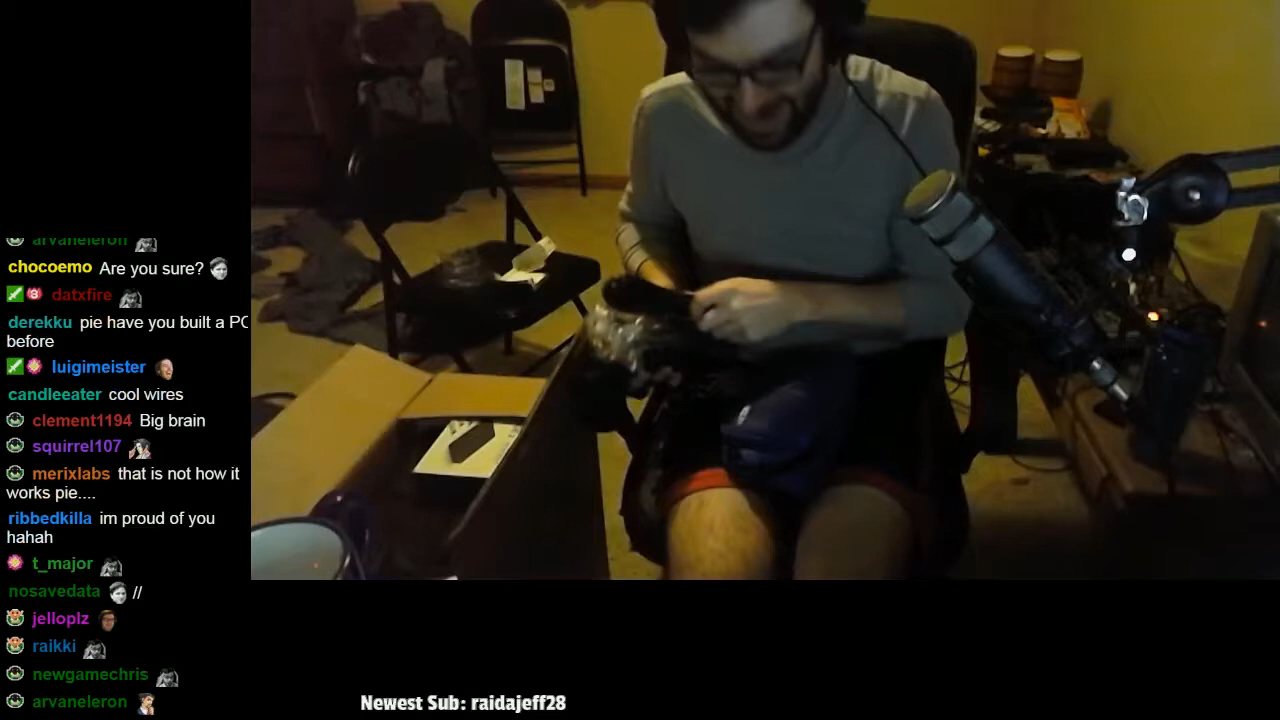 arvaneleron
chocoemo Are you sure?
datxfire
derekku pie have you built a PC
before
luigimeister
candleeater cool wires
clement1194 Big brain
squirrel107
merixlabs that is not how it
works pie....
ribbedkilla im proud of you
hahah
t_major
nosavedata //
jelloplz
raikki
newgamechris
arvaneleron
Newest Sub: raidajeff28